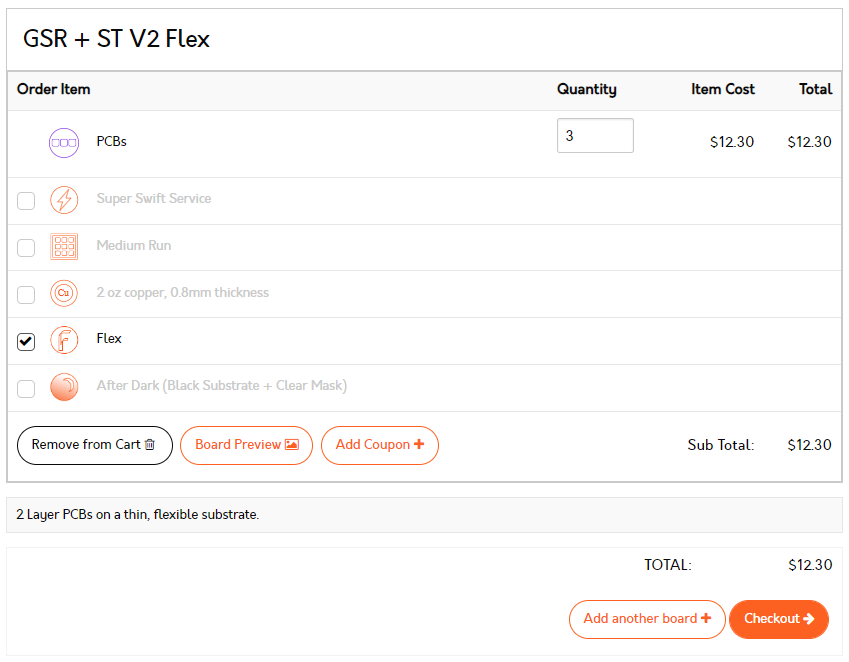 GSR + ST V2 Flex
Order Item Quantity Item Cost Total
PCBs 3 $12.30 $12.30
Super Swift Service
Medium Run
Cu 2 oz copper, 0.8mm thickness
Flex
After Dark (Black Substrate + Clear Mask)
Remove from Cart Board Preview Add Coupon + Sub Total: $12.30
2 Layer PCBs on a thin, flexible substrate.
TOTAL: $12.30
Add another board + Checkout →